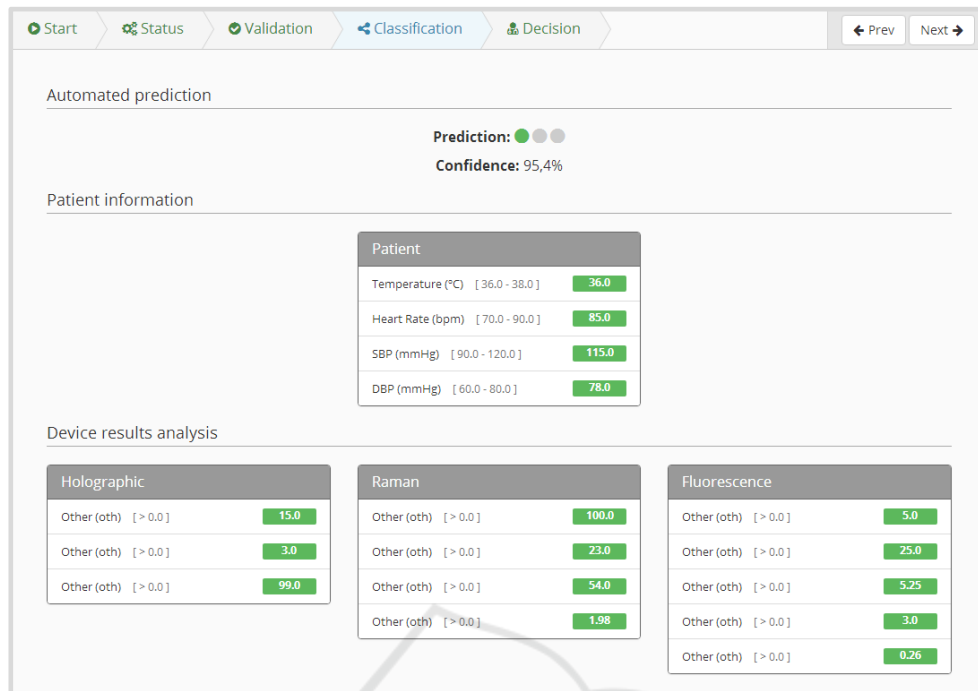 Start Status Validation Classification Decision Prev Next
Automated prediction
Prediction:
Confidence: 95,4%
Patient information
Patient
Temperature (ºC) [ 36.0 - 38.0 ] 36.0
Heart Rate (bpm) [ 70.0 - 90.0 ] 85.0
SBP (mmHg) [ 90.0 - 120.0 ] 115.0
DBP (mmHg) [ 60.0 - 80.0 ] 78.0
Device results analysis
Holographic
Other (oth) [ > 0.0 ] 15.0
Other (oth) [ > 0.0 ] 3.0
Other (oth) [ > 0.0 ] 99.0
Raman
Other (oth) [ > 0.0 ] 100.0
Other (oth) [ > 0.0 ] 23.0
Other (oth) [ > 0.0 ] 54.0
Other (oth) [ > 0.0 ] 1.98
Fluorescence
Other (oth) [ > 0.0 ] 5.0
Other (oth) [ > 0.0 ] 25.0
Other (oth) [ > 0.0 ] 5.25
Other (oth) [ > 0.0 ] 3.0
Other (oth) [ > 0.0 ] 0.26